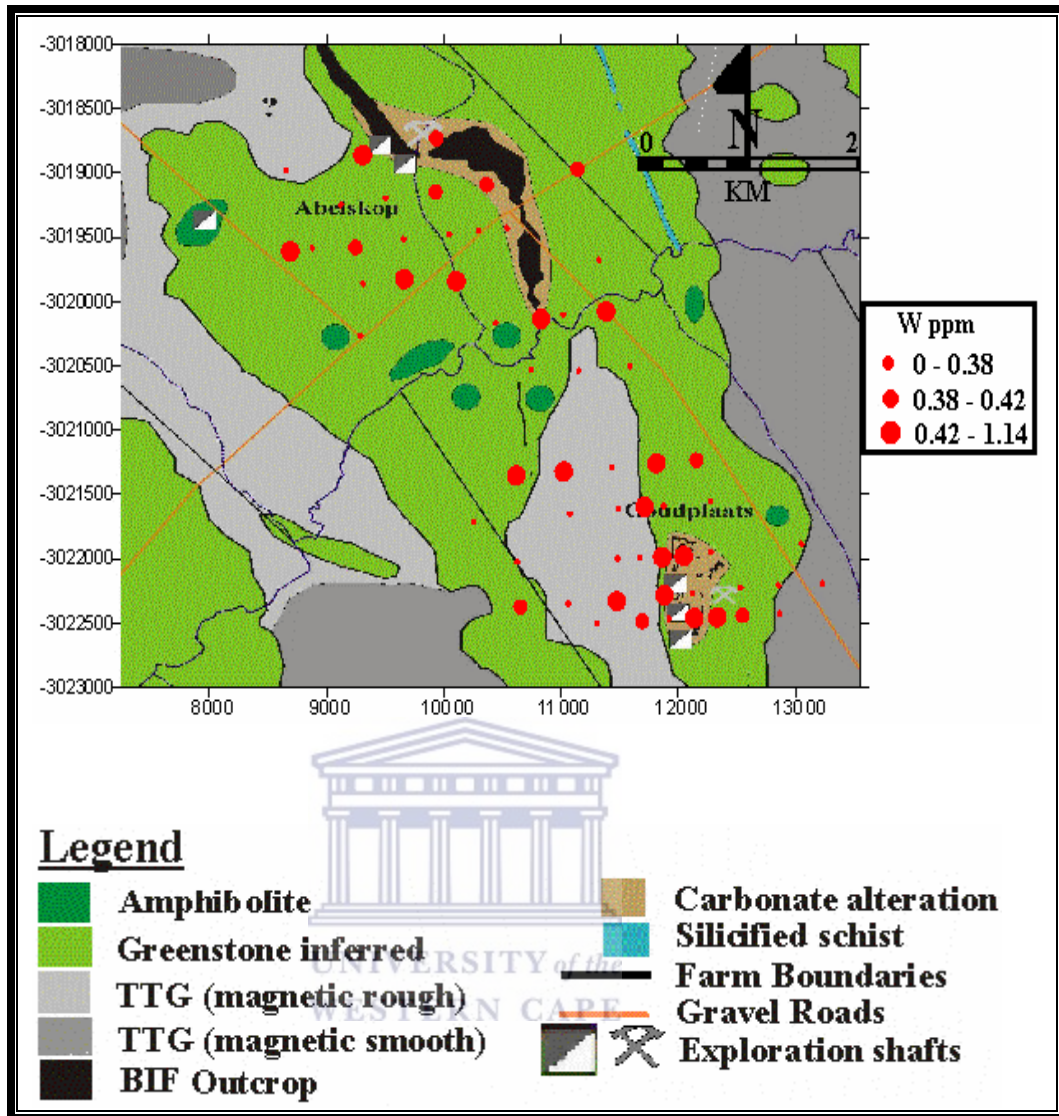 -3018000
-3018500
-3019000
-3019500
-3020000
-3020500
-3021000
-3021500
-3022000
-3022500
-3023000
8000
9000
10000
11000
12000
13000
?
Abelskop
Goudplaats
N
0 2
KM
W ppm
0 - 0.38
0.38 - 0.42
0.42 - 1.14
Legend
Amphibolite
Greenstone inferred
TTG (magnetic rough)
TTG (magnetic smooth)
BIF Outcrop
Carbonate alteration
Silicified schist
Farm Boundaries
Gravel Roads
Exploration shafts
UNIVERSITY of the
WESTERN CAPE